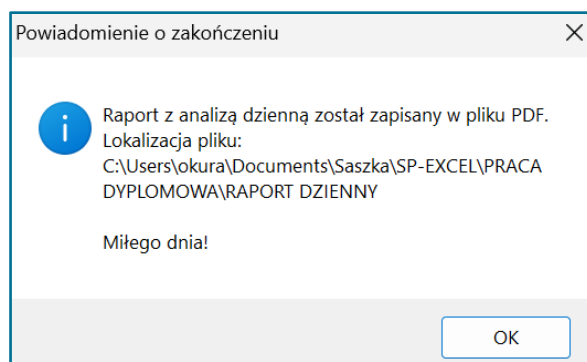 Powiadomienie o zakończeniu
Raport z analizą dzienną został zapisany w pliku PDF.
Lokalizacja pliku:
C:\Users\okura\Documents\Saszka\SP-EXCEL\PRACA
DYPLOMOWA\RAPORT DZIENNY
Miłego dnia!
OK